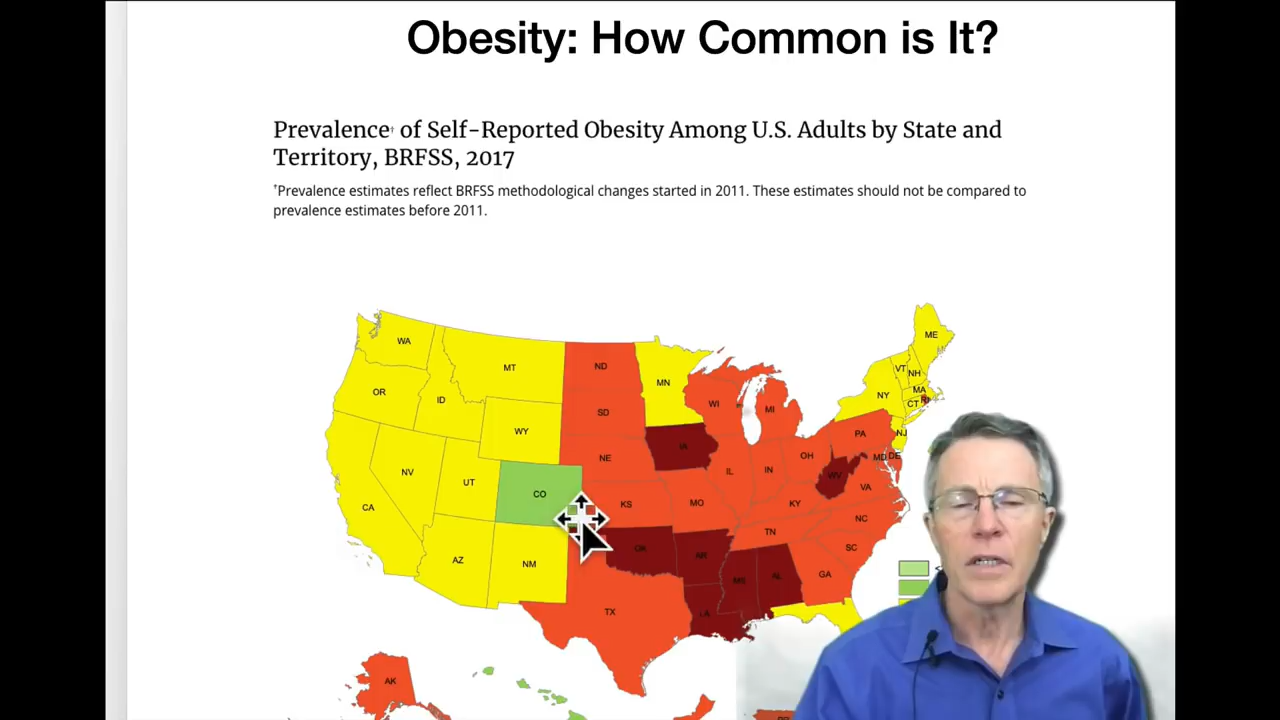 Obesity: How Common is It?
Prevalence† of Self-Reported Obesity Among U.S. Adults by State and
Territory, BRFSS, 2017
†Prevalence estimates reflect BRFSS methodological changes started in 2011. These estimates should not be compared to
prevalence estimates before 2011.
WA
MT
ND
MN
ME
VT
NH
OR
ID
SD
WI
MI
NY
MA
CT
RI
WY
NE
IA
PA
NJ
NV
UT
CO
IL
IN
OH
MD
DE
WV
VA
CA
KS
MO
KY
NC
AZ
NM
OK
AR
TN
SC
TX
LA
MS
AL
GA
AK